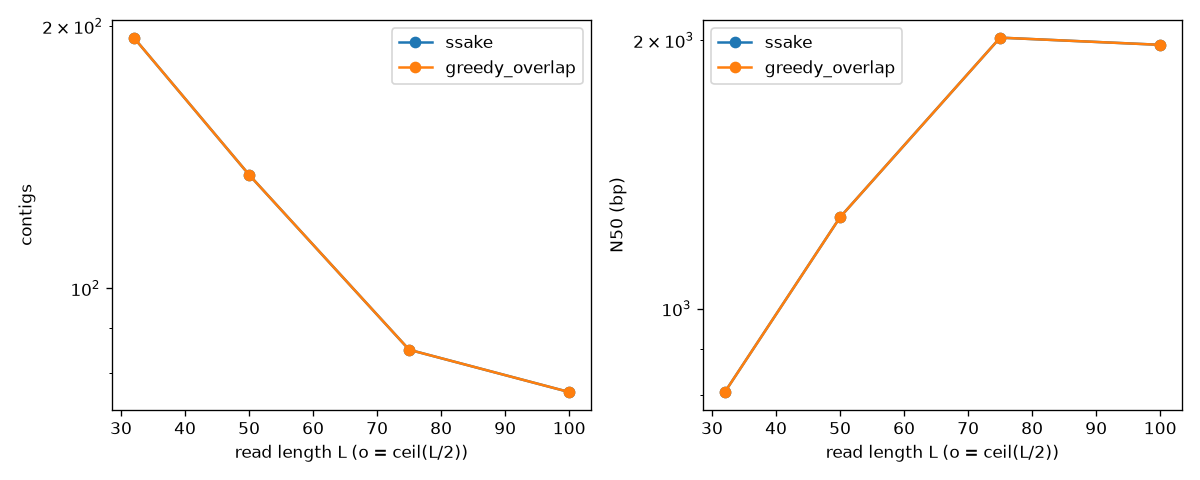 2 × 10²
10²
contigs
30 40 50 60 70 80 90 100
read length L (o = ceil(L/2))
ssake
greedy_overlap
2 × 10³
10³
N50 (bp)
30 40 50 60 70 80 90 100
read length L (o = ceil(L/2))
ssake
greedy_overlap